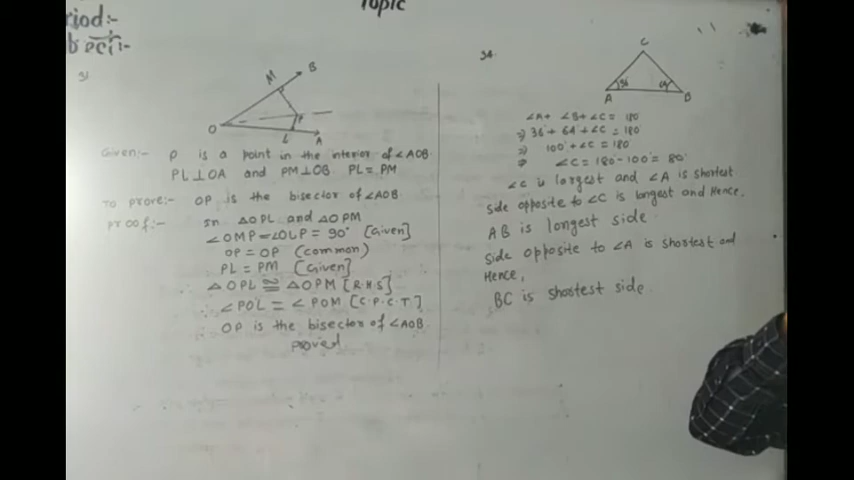 Topic
riod:-
bject:-
31
M
B
P
O
L
A
Given:- P is a point in the interior of ∠AOB.
PL⊥OA and PM⊥OB PL = PM
To prove:- OP is the bisector of ∠AOB.
Proof:- In △OPL and △OPM
∠OMP = ∠OLP = 90° [Given]
OP = OP (common)
PL = PM [Given]
∴ △OPL ≅ △OPM [R.H.S]
∴ ∠POL = ∠POM [C.P.C.T]
OP is the bisector of ∠AOB.
Proved
34.
C
36°
64°
A
B
∠A+ ∠B+ ∠C = 180
⇒ 36 + 64 + ∠C = 180°
⇒ 100 + ∠C = 180°
⇒ ∠C = 180 - 100° = 80°
∠C is largest and ∠A is shortest
Side opposite to ∠C is longest and Hence,
AB is longest side.
Side opposite to ∠A is shortest and
Hence,
BC is shortest side.